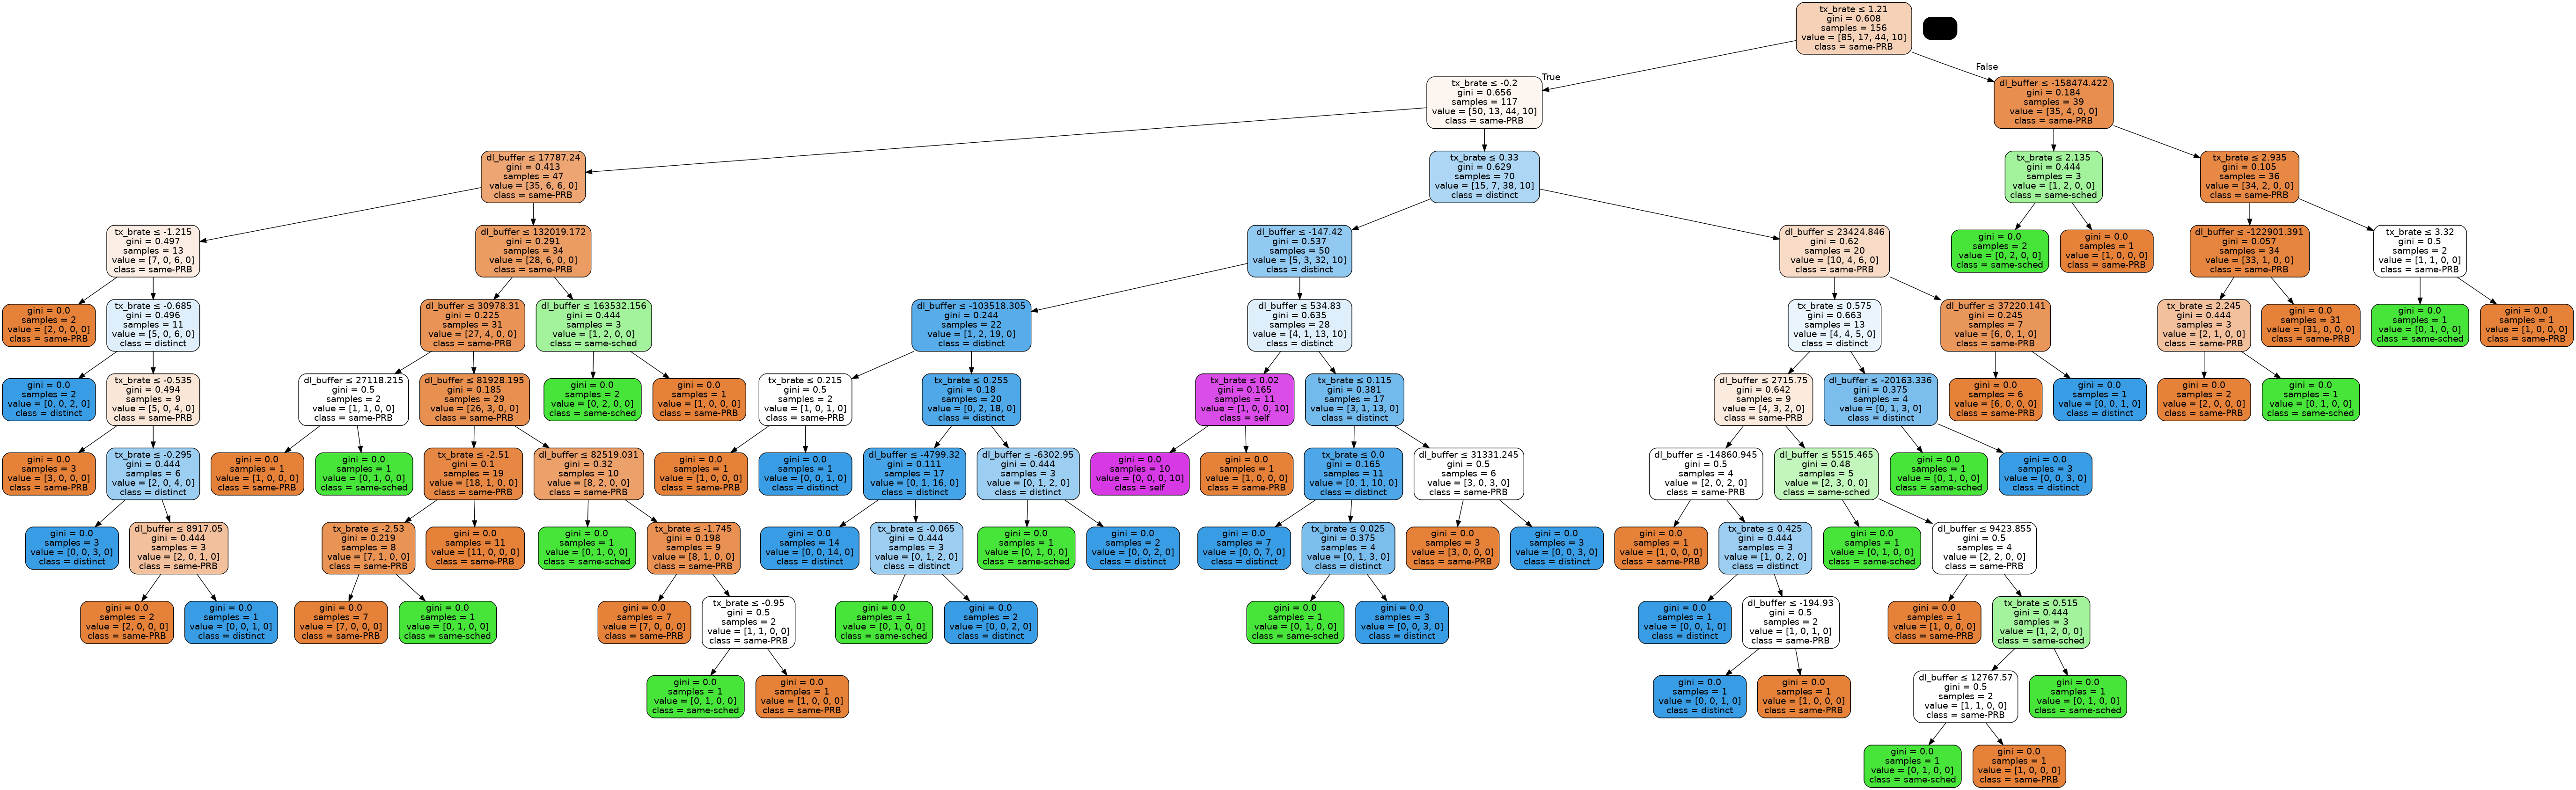 tx_brate ≤ 1.21
gini = 0.608
samples = 156
value = [85, 17, 44, 10]
class = same-PRB
True
False
tx_brate ≤ -0.2
gini = 0.656
samples = 117
value = [50, 13, 44, 10]
class = same-PRB
dl_buffer ≤ -158474.422
gini = 0.184
samples = 39
value = [35, 4, 0, 0]
class = same-PRB
dl_buffer ≤ 17787.24
gini = 0.413
samples = 47
value = [35, 6, 6, 0]
class = same-PRB
tx_brate ≤ 0.33
gini = 0.629
samples = 70
value = [15, 7, 38, 10]
class = distinct
tx_brate ≤ 2.135
gini = 0.444
samples = 3
value = [1, 2, 0, 0]
class = same-sched
tx_brate ≤ 2.935
gini = 0.105
samples = 36
value = [34, 2, 0, 0]
class = same-PRB
tx_brate ≤ -1.215
gini = 0.497
samples = 13
value = [7, 0, 6, 0]
class = same-PRB
dl_buffer ≤ 132019.172
gini = 0.291
samples = 34
value = [28, 6, 0, 0]
class = same-PRB
dl_buffer ≤ -147.42
gini = 0.537
samples = 50
value = [5, 3, 32, 10]
class = distinct
dl_buffer ≤ 23424.846
gini = 0.62
samples = 20
value = [10, 4, 6, 0]
class = same-PRB
gini = 0.0
samples = 2
value = [0, 2, 0, 0]
class = same-sched
gini = 0.0
samples = 1
value = [1, 0, 0, 0]
class = same-PRB
dl_buffer ≤ -122901.391
gini = 0.057
samples = 34
value = [33, 1, 0, 0]
class = same-PRB
tx_brate ≤ 3.32
gini = 0.5
samples = 2
value = [1, 1, 0, 0]
class = same-PRB
gini = 0.0
samples = 2
value = [2, 0, 0, 0]
class = same-PRB
tx_brate ≤ -0.685
gini = 0.496
samples = 11
value = [5, 0, 6, 0]
class = distinct
dl_buffer ≤ 30978.31
gini = 0.225
samples = 31
value = [27, 4, 0, 0]
class = same-PRB
dl_buffer ≤ 163532.156
gini = 0.444
samples = 3
value = [1, 2, 0, 0]
class = same-sched
dl_buffer ≤ -103518.305
gini = 0.244
samples = 22
value = [1, 2, 19, 0]
class = distinct
dl_buffer ≤ 534.83
gini = 0.635
samples = 28
value = [4, 1, 13, 10]
class = distinct
tx_brate ≤ 0.575
gini = 0.663
samples = 13
value = [4, 4, 5, 0]
class = distinct
dl_buffer ≤ 37220.141
gini = 0.245
samples = 7
value = [6, 0, 1, 0]
class = same-PRB
tx_brate ≤ 2.245
gini = 0.444
samples = 3
value = [2, 1, 0, 0]
class = same-PRB
gini = 0.0
samples = 31
value = [31, 0, 0, 0]
class = same-PRB
gini = 0.0
samples = 1
value = [0, 1, 0, 0]
class = same-sched
gini = 0.0
samples = 1
value = [1, 0, 0, 0]
class = same-PRB
gini = 0.0
samples = 2
value = [0, 0, 2, 0]
class = distinct
tx_brate ≤ -0.535
gini = 0.494
samples = 9
value = [5, 0, 4, 0]
class = same-PRB
dl_buffer ≤ 27118.215
gini = 0.5
samples = 2
value = [1, 1, 0, 0]
class = same-PRB
dl_buffer ≤ 81928.195
gini = 0.185
samples = 29
value = [26, 3, 0, 0]
class = same-PRB
gini = 0.0
samples = 2
value = [0, 2, 0, 0]
class = same-sched
gini = 0.0
samples = 1
value = [1, 0, 0, 0]
class = same-PRB
tx_brate ≤ 0.215
gini = 0.5
samples = 2
value = [1, 0, 1, 0]
class = same-PRB
tx_brate ≤ 0.255
gini = 0.18
samples = 20
value = [0, 2, 18, 0]
class = distinct
tx_brate ≤ 0.02
gini = 0.165
samples = 11
value = [1, 0, 0, 10]
class = self
tx_brate ≤ 0.115
gini = 0.381
samples = 17
value = [3, 1, 13, 0]
class = distinct
dl_buffer ≤ 2715.75
gini = 0.642
samples = 9
value = [4, 3, 2, 0]
class = same-PRB
dl_buffer ≤ -20163.336
gini = 0.375
samples = 4
value = [0, 1, 3, 0]
class = distinct
gini = 0.0
samples = 6
value = [6, 0, 0, 0]
class = same-PRB
gini = 0.0
samples = 1
value = [0, 0, 1, 0]
class = distinct
gini = 0.0
samples = 2
value = [2, 0, 0, 0]
class = same-PRB
gini = 0.0
samples = 1
value = [0, 1, 0, 0]
class = same-sched
gini = 0.0
samples = 3
value = [3, 0, 0, 0]
class = same-PRB
tx_brate ≤ -0.295
gini = 0.444
samples = 6
value = [2, 0, 4, 0]
class = distinct
gini = 0.0
samples = 1
value = [1, 0, 0, 0]
class = same-PRB
gini = 0.0
samples = 1
value = [0, 1, 0, 0]
class = same-sched
tx_brate ≤ -2.51
gini = 0.1
samples = 19
value = [18, 1, 0, 0]
class = same-PRB
dl_buffer ≤ 82519.031
gini = 0.32
samples = 10
value = [8, 2, 0, 0]
class = same-PRB
gini = 0.0
samples = 1
value = [1, 0, 0, 0]
class = same-PRB
gini = 0.0
samples = 1
value = [0, 0, 1, 0]
class = distinct
dl_buffer ≤ -4799.32
gini = 0.111
samples = 17
value = [0, 1, 16, 0]
class = distinct
dl_buffer ≤ -6302.95
gini = 0.444
samples = 3
value = [0, 1, 2, 0]
class = distinct
gini = 0.0
samples = 10
value = [0, 0, 0, 10]
class = self
gini = 0.0
samples = 1
value = [1, 0, 0, 0]
class = same-PRB
tx_brate ≤ 0.0
gini = 0.165
samples = 11
value = [0, 1, 10, 0]
class = distinct
dl_buffer ≤ 31331.245
gini = 0.5
samples = 6
value = [3, 0, 3, 0]
class = same-PRB
dl_buffer ≤ -14860.945
gini = 0.5
samples = 4
value = [2, 0, 2, 0]
class = same-PRB
dl_buffer ≤ 5515.465
gini = 0.48
samples = 5
value = [2, 3, 0, 0]
class = same-sched
gini = 0.0
samples = 1
value = [0, 1, 0, 0]
class = same-sched
gini = 0.0
samples = 3
value = [0, 0, 3, 0]
class = distinct
gini = 0.0
samples = 3
value = [0, 0, 3, 0]
class = distinct
dl_buffer ≤ 8917.05
gini = 0.444
samples = 3
value = [2, 0, 1, 0]
class = same-PRB
tx_brate ≤ -2.53
gini = 0.219
samples = 8
value = [7, 1, 0, 0]
class = same-PRB
gini = 0.0
samples = 11
value = [11, 0, 0, 0]
class = same-PRB
gini = 0.0
samples = 1
value = [0, 1, 0, 0]
class = same-sched
tx_brate ≤ -1.745
gini = 0.198
samples = 9
value = [8, 1, 0, 0]
class = same-PRB
gini = 0.0
samples = 14
value = [0, 0, 14, 0]
class = distinct
tx_brate ≤ -0.065
gini = 0.444
samples = 3
value = [0, 1, 2, 0]
class = distinct
gini = 0.0
samples = 1
value = [0, 1, 0, 0]
class = same-sched
gini = 0.0
samples = 2
value = [0, 0, 2, 0]
class = distinct
gini = 0.0
samples = 7
value = [0, 0, 7, 0]
class = distinct
tx_brate ≤ 0.025
gini = 0.375
samples = 4
value = [0, 1, 3, 0]
class = distinct
gini = 0.0
samples = 3
value = [3, 0, 0, 0]
class = same-PRB
gini = 0.0
samples = 3
value = [0, 0, 3, 0]
class = distinct
gini = 0.0
samples = 1
value = [1, 0, 0, 0]
class = same-PRB
tx_brate ≤ 0.425
gini = 0.444
samples = 3
value = [1, 0, 2, 0]
class = distinct
gini = 0.0
samples = 1
value = [0, 1, 0, 0]
class = same-sched
dl_buffer ≤ 9423.855
gini = 0.5
samples = 4
value = [2, 2, 0, 0]
class = same-PRB
gini = 0.0
samples = 2
value = [2, 0, 0, 0]
class = same-PRB
gini = 0.0
samples = 1
value = [0, 0, 1, 0]
class = distinct
gini = 0.0
samples = 7
value = [7, 0, 0, 0]
class = same-PRB
gini = 0.0
samples = 1
value = [0, 1, 0, 0]
class = same-sched
gini = 0.0
samples = 7
value = [7, 0, 0, 0]
class = same-PRB
tx_brate ≤ -0.95
gini = 0.5
samples = 2
value = [1, 1, 0, 0]
class = same-PRB
gini = 0.0
samples = 1
value = [0, 1, 0, 0]
class = same-sched
gini = 0.0
samples = 2
value = [0, 0, 2, 0]
class = distinct
gini = 0.0
samples = 1
value = [0, 1, 0, 0]
class = same-sched
gini = 0.0
samples = 3
value = [0, 0, 3, 0]
class = distinct
gini = 0.0
samples = 1
value = [0, 0, 1, 0]
class = distinct
dl_buffer ≤ -194.93
gini = 0.5
samples = 2
value = [1, 0, 1, 0]
class = same-PRB
gini = 0.0
samples = 1
value = [1, 0, 0, 0]
class = same-PRB
tx_brate ≤ 0.515
gini = 0.444
samples = 3
value = [1, 2, 0, 0]
class = same-sched
gini = 0.0
samples = 1
value = [0, 1, 0, 0]
class = same-sched
gini = 0.0
samples = 1
value = [1, 0, 0, 0]
class = same-PRB
gini = 0.0
samples = 1
value = [0, 0, 1, 0]
class = distinct
gini = 0.0
samples = 1
value = [1, 0, 0, 0]
class = same-PRB
dl_buffer ≤ 12767.57
gini = 0.5
samples = 2
value = [1, 1, 0, 0]
class = same-PRB
gini = 0.0
samples = 1
value = [0, 1, 0, 0]
class = same-sched
gini = 0.0
samples = 1
value = [0, 1, 0, 0]
class = same-sched
gini = 0.0
samples = 1
value = [1, 0, 0, 0]
class = same-PRB